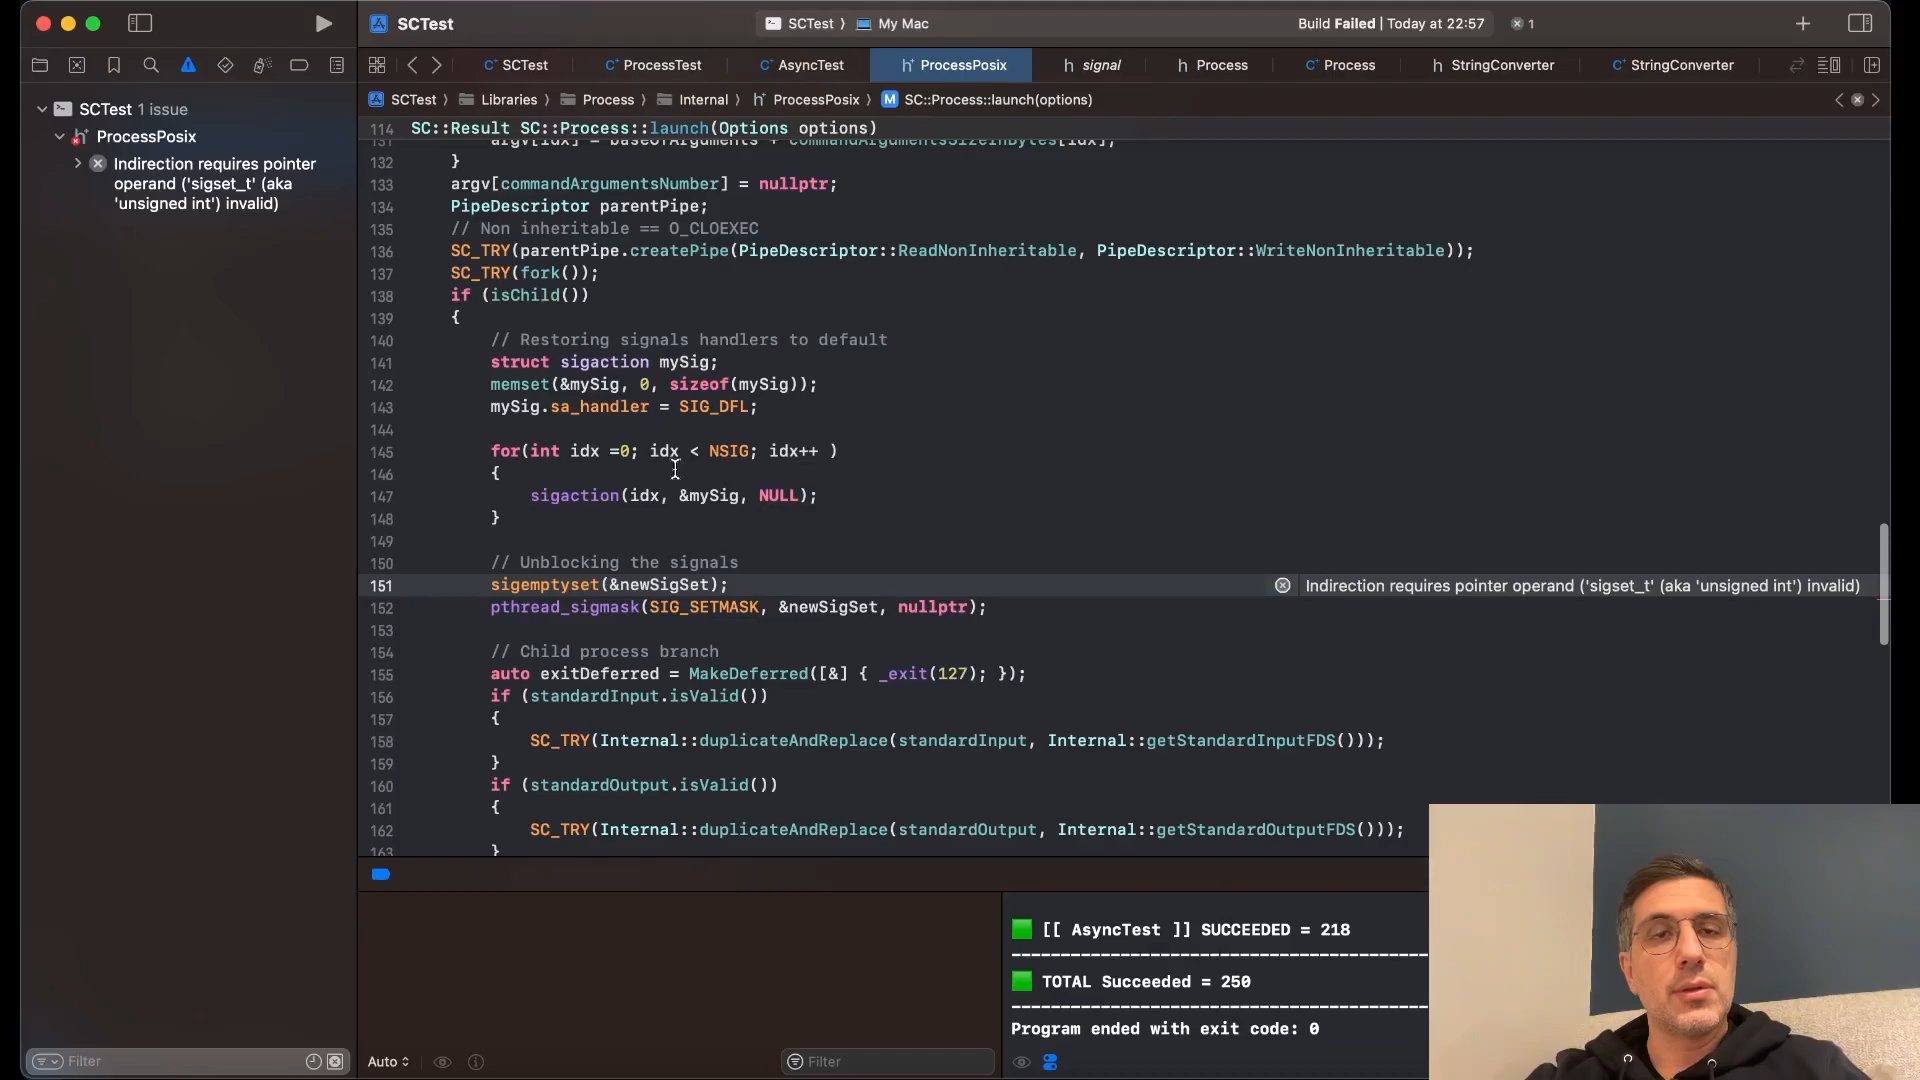 SCTest
SCTest 〉 My Mac
Build Failed | Today at 22:57
1
SCTest
ProcessTest
AsyncTest
ProcessPosix
signal
Process
Process
StringConverter
StringConverter
SCTest 〉 Libraries 〉 Process 〉 Internal 〉 ProcessPosix 〉 SC::Process::launch(options)
SCTest 1 issue
ProcessPosix
Indirection requires pointer
operand ('sigset_t' (aka
'unsigned int') invalid)
114 SC::Result SC::Process::launch(Options options)
131 argv[idx] = baseOfArguments + commandArgumentsSizeInBytes[idx];
132 }
133 argv[commandArgumentsNumber] = nullptr;
134 PipeDescriptor parentPipe;
135 // Non inheritable == O_CLOEXEC
136 SC_TRY(parentPipe.createPipe(PipeDescriptor::ReadNonInheritable, PipeDescriptor::WriteNonInheritable));
137 SC_TRY(fork());
138 if (isChild())
139 {
140 // Restoring signals handlers to default
141 struct sigaction mySig;
142 memset(&mySig, 0, sizeof(mySig));
143 mySig.sa_handler = SIG_DFL;
144
145 for(int idx =0; idx < NSIG; idx++ )
146 {
147 sigaction(idx, &mySig, NULL);
148 }
149
150 // Unblocking the signals
151 sigemptyset(&newSigSet); Indirection requires pointer operand ('sigset_t' (aka 'unsigned int') invalid)
152 pthread_sigmask(SIG_SETMASK, &newSigSet, nullptr);
153
154 // Child process branch
155 auto exitDeferred = MakeDeferred([&] { _exit(127); });
156 if (standardInput.isValid())
157 {
158 SC_TRY(Internal::duplicateAndReplace(standardInput, Internal::getStandardInputFDS()));
159 }
160 if (standardOutput.isValid())
161 {
162 SC_TRY(Internal::duplicateAndReplace(standardOutput, Internal::getStandardOutputFDS()));
163 }
[[ AsyncTest ]] SUCCEEDED = 218
TOTAL Succeeded = 250
Program ended with exit code: 0
Filter
Auto
Filter